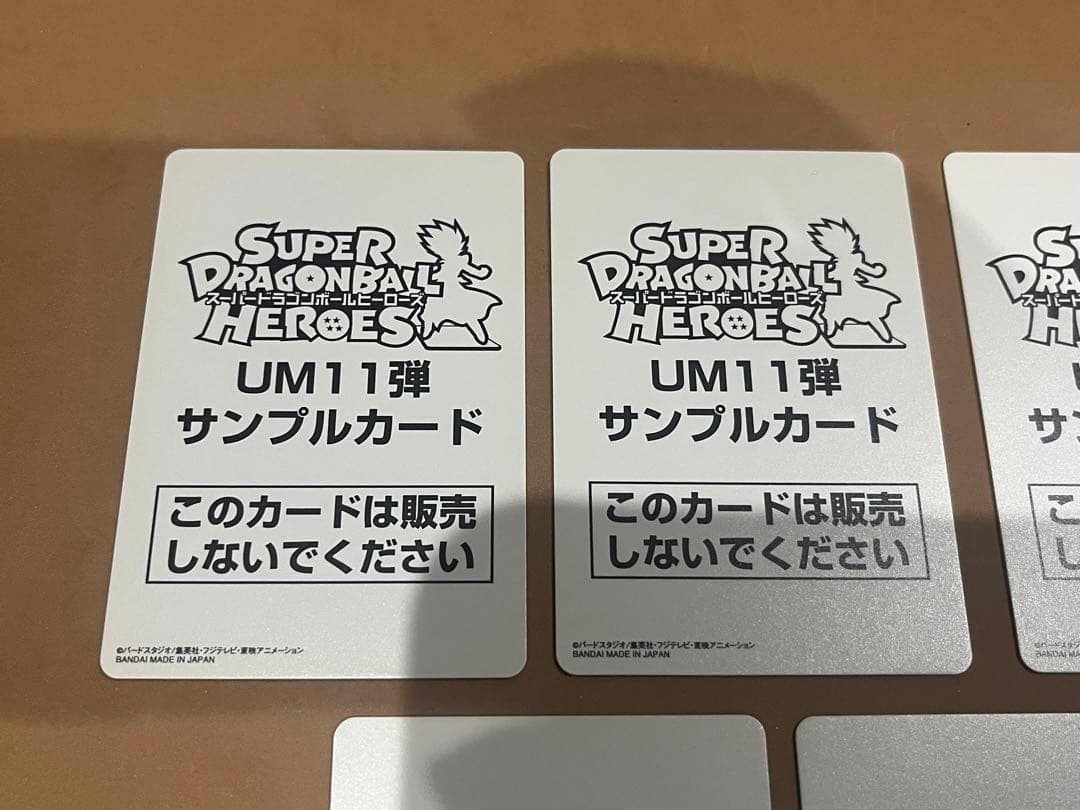 SUPER
DRAGONBALL
スーパードラゴンボールヒーローズ
HEROES
UM11弾
サンプルカード
このカードは販売
しないでください
©バードスタジオ/集英社・フジテレビ・東映アニメーション
BANDAI MADE IN JAPAN
SUPER
DRAGONBALL
スーパードラゴンボールヒーローズ
HEROES
UM11弾
サンプルカード
このカードは販売
しないでください
©バードスタジオ/集英社・フジテレビ・東映アニメーション
BANDAI MADE IN JAPAN